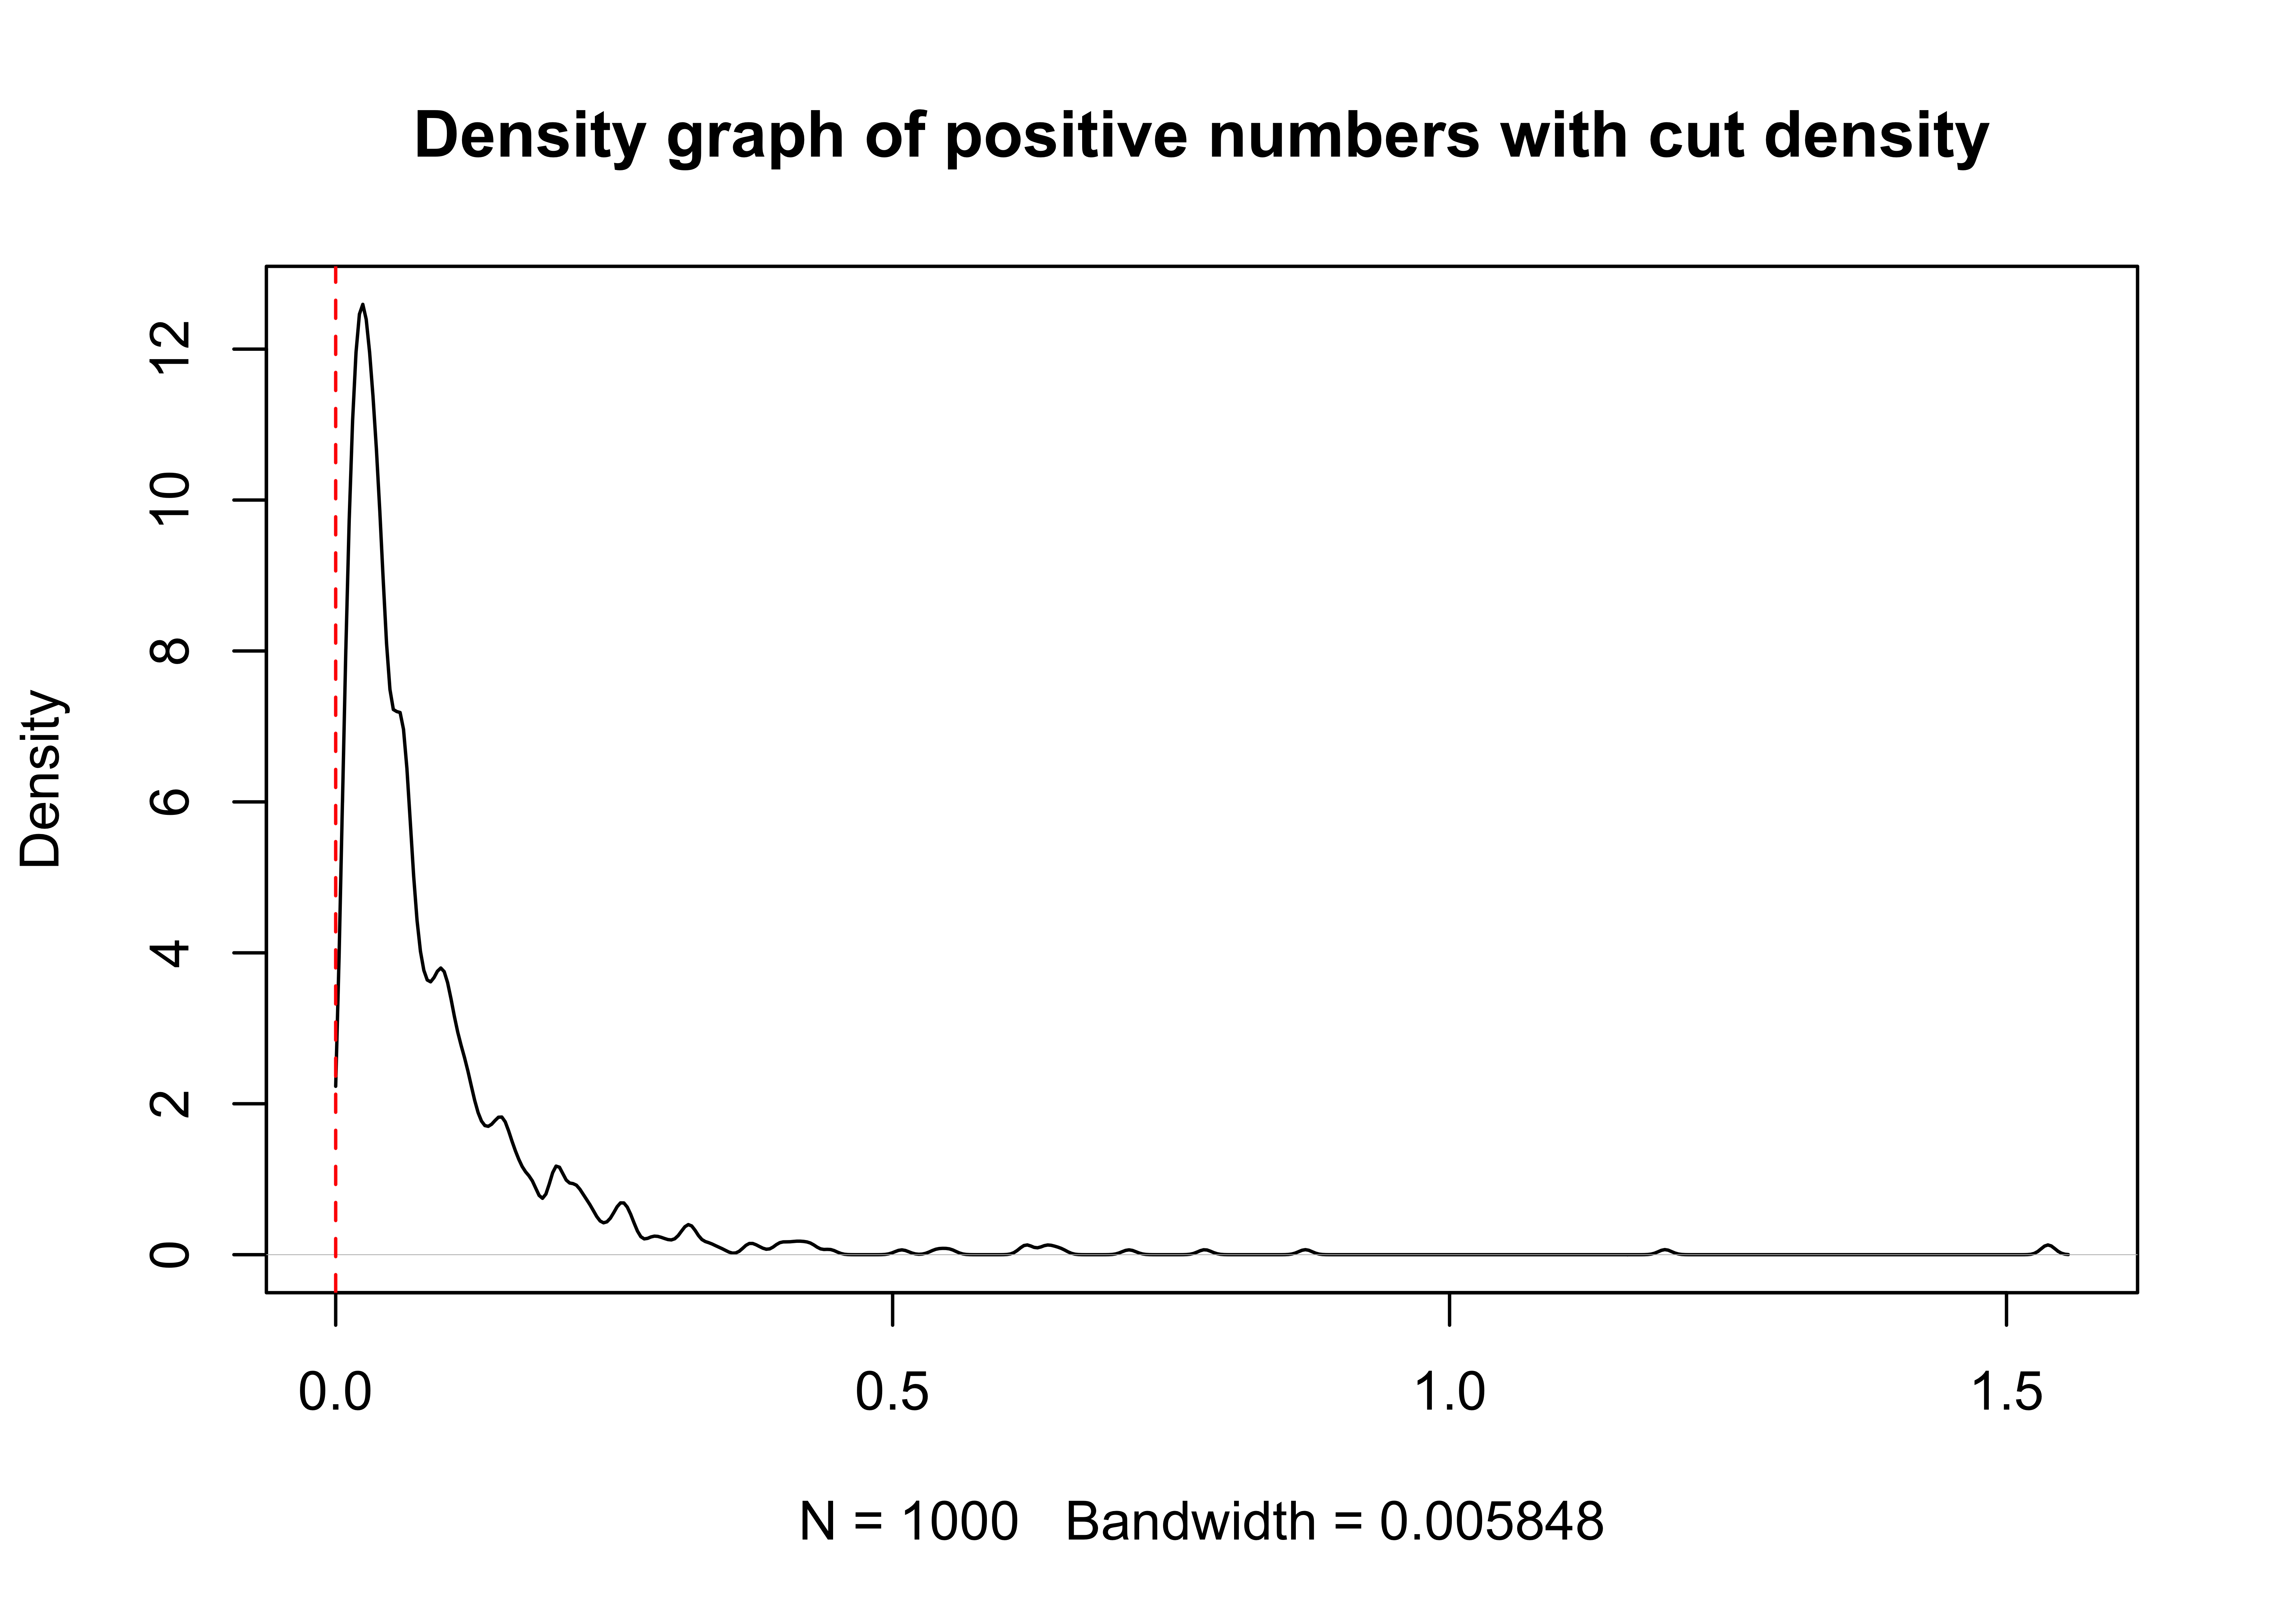 Density graph of positive numbers with cut density
Density
12
10
8
6
4
2
0
0.0 0.5 1.0 1.5
N = 1000 Bandwidth = 0.005848